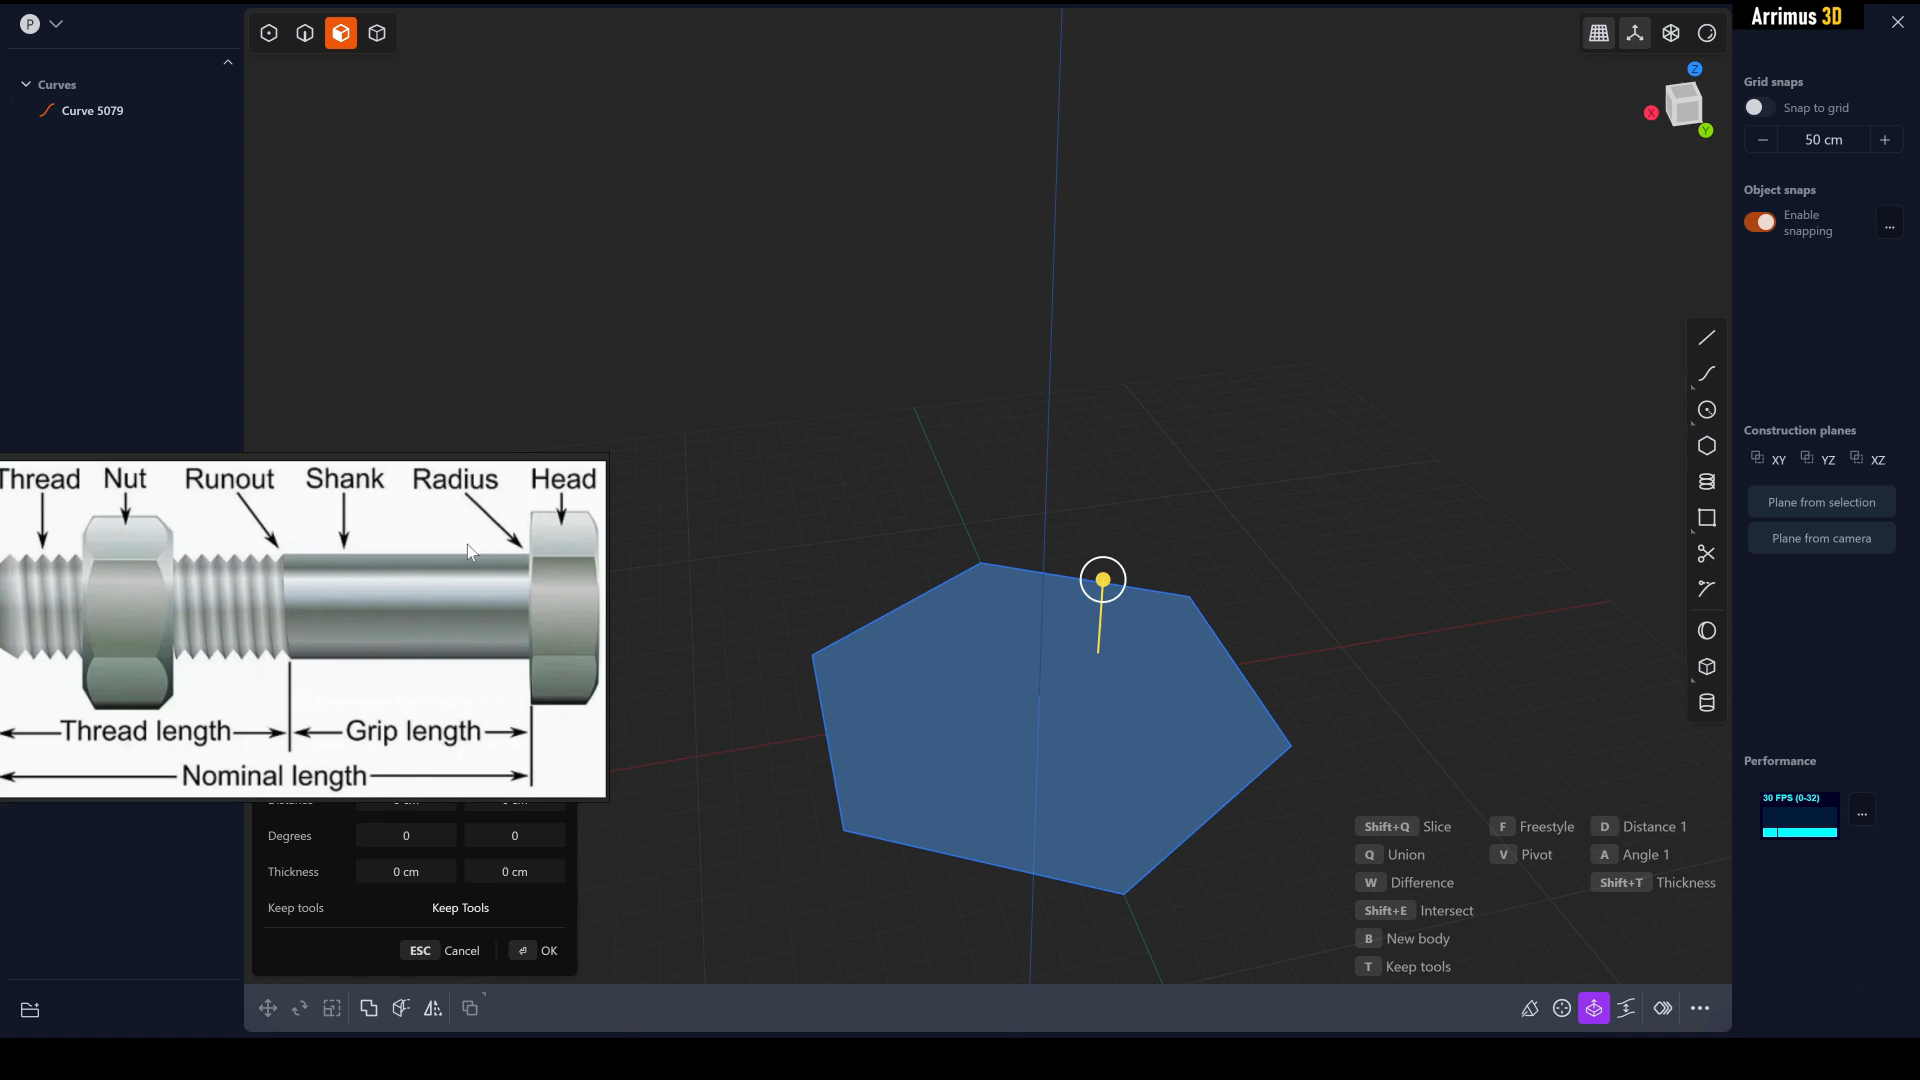 P
Arrimus 3D
Curves
Curve 5079
Z
X
Y
Grid snaps
Snap to grid
50 cm
Object snaps
Enable
snapping
...
Construction planes
XY
YZ
XZ
Plane from selection
Plane from camera
Performance
30 FPS (0-32)
...
Thread
Nut
Runout
Shank
Radius
Head
Thread length
Grip length
Nominal length
Degrees
0
0
Thickness
0 cm
0 cm
Keep tools
Keep Tools
ESC Cancel
OK
Shift+Q Slice
F Freestyle
D Distance 1
Q Union
V Pivot
A Angle 1
W Difference
Shift+T Thickness
Shift+E Intersect
B New body
T Keep tools